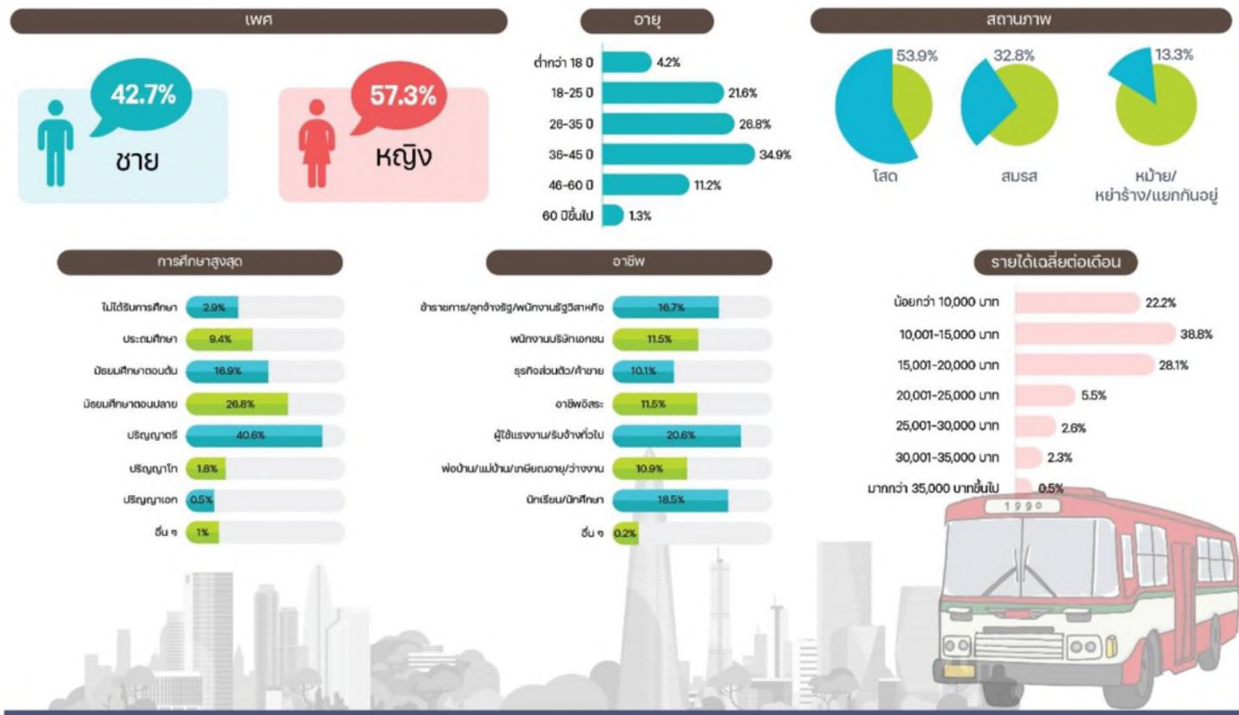 เพศ
42.7%
ชาย
57.3%
หญิง
อายุ
ต่ำกว่า 18 ปี 4.2%
18-25 ปี 21.6%
26-35 ปี 26.8%
36-45 ปี 34.9%
46-60 ปี 11.2%
60 ปีขึ้นไป 1.3%
สถานภาพ
53.9%
โสด
32.8%
สมรส
13.3%
หม้าย/
หย่าร้าง/แยกกันอยู่
การศึกษาสูงสุด
ไม่ได้รับการศึกษา 2.9%
ประถมศึกษา 9.4%
มัธยมศึกษาตอนต้น 16.9%
มัธยมศึกษาตอนปลาย 26.8%
ปริญญาตรี 40.6%
ปริญญาโท 1.8%
ปริญญาเอก 0.5%
อื่น ๆ 1%
อาชีพ
ข้าราชการ/ลูกจ้างรัฐ/พนักงานรัฐวิสาหกิจ 16.7%
พนักงานบริษัทเอกชน 11.5%
ธุรกิจส่วนตัว/ค้าขาย 10.1%
อาชีพอิสระ 11.5%
ผู้ใช้แรงงาน/รับจ้างทั่วไป 20.6%
พ่อบ้าน/แม่บ้าน/เกษียณอายุ/ว่างงาน 10.9%
นักเรียน/นักศึกษา 18.5%
อื่น ๆ 0.2%
รายได้เฉลี่ยต่อเดือน
น้อยกว่า 10,000 บาท 22.2%
10,001-15,000 บาท 38.8%
15,001-20,000 บาท 28.1%
20,001-25,000 บาท 5.5%
25,001-30,000 บาท 2.6%
30,001-35,000 บาท 2.3%
มากกว่า 35,000 บาทขึ้นไป 0.5%
1990